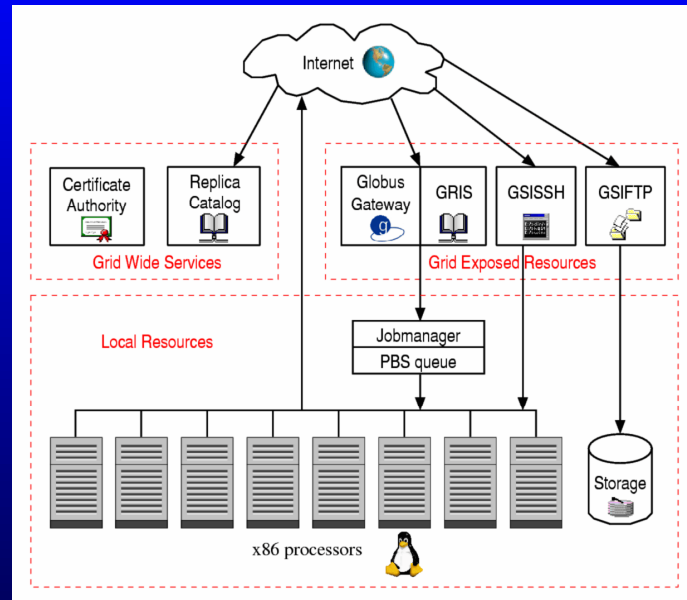 Internet
Certificate
Authority
Replica
Catalog
Globus
Gateway
g
GRIS
GSISSH
GSIFTP
Grid Wide Services
Grid Exposed Resources
Local Resources
Jobmanager
PBS queue
Storage
x86 processors